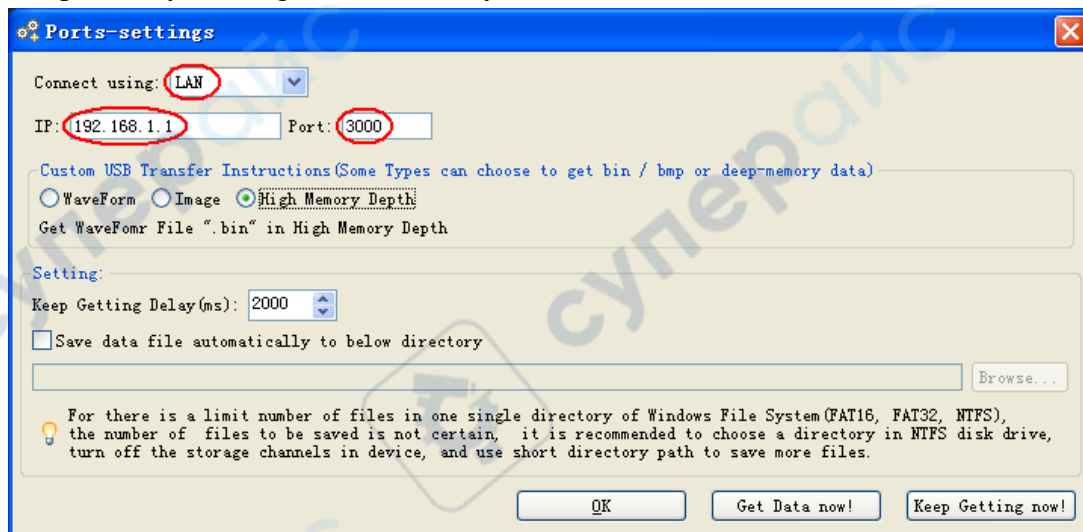 Ports-settings
Connect using: LAN
IP: 192.168.1.1 Port: 3000
Custom USB Transfer Instructions(Some Types can choose to get bin / bmp or deep-memory data)
WaveForm Image High Memory Depth
Get WaveFomr File ".bin" in High Memory Depth
Setting:
Keep Getting Delay(ms): 2000
Save data file automatically to below directory
Browse...
For there is a limit number of files in one single directory of Windows File System(FAT16, FAT32, NTFS),
the number of files to be saved is not certain, it is recommended to choose a directory in NTFS disk drive,
turn off the storage channels in device, and use short directory path to save more files.
OK Get Data now! Keep Getting now!
супербайс